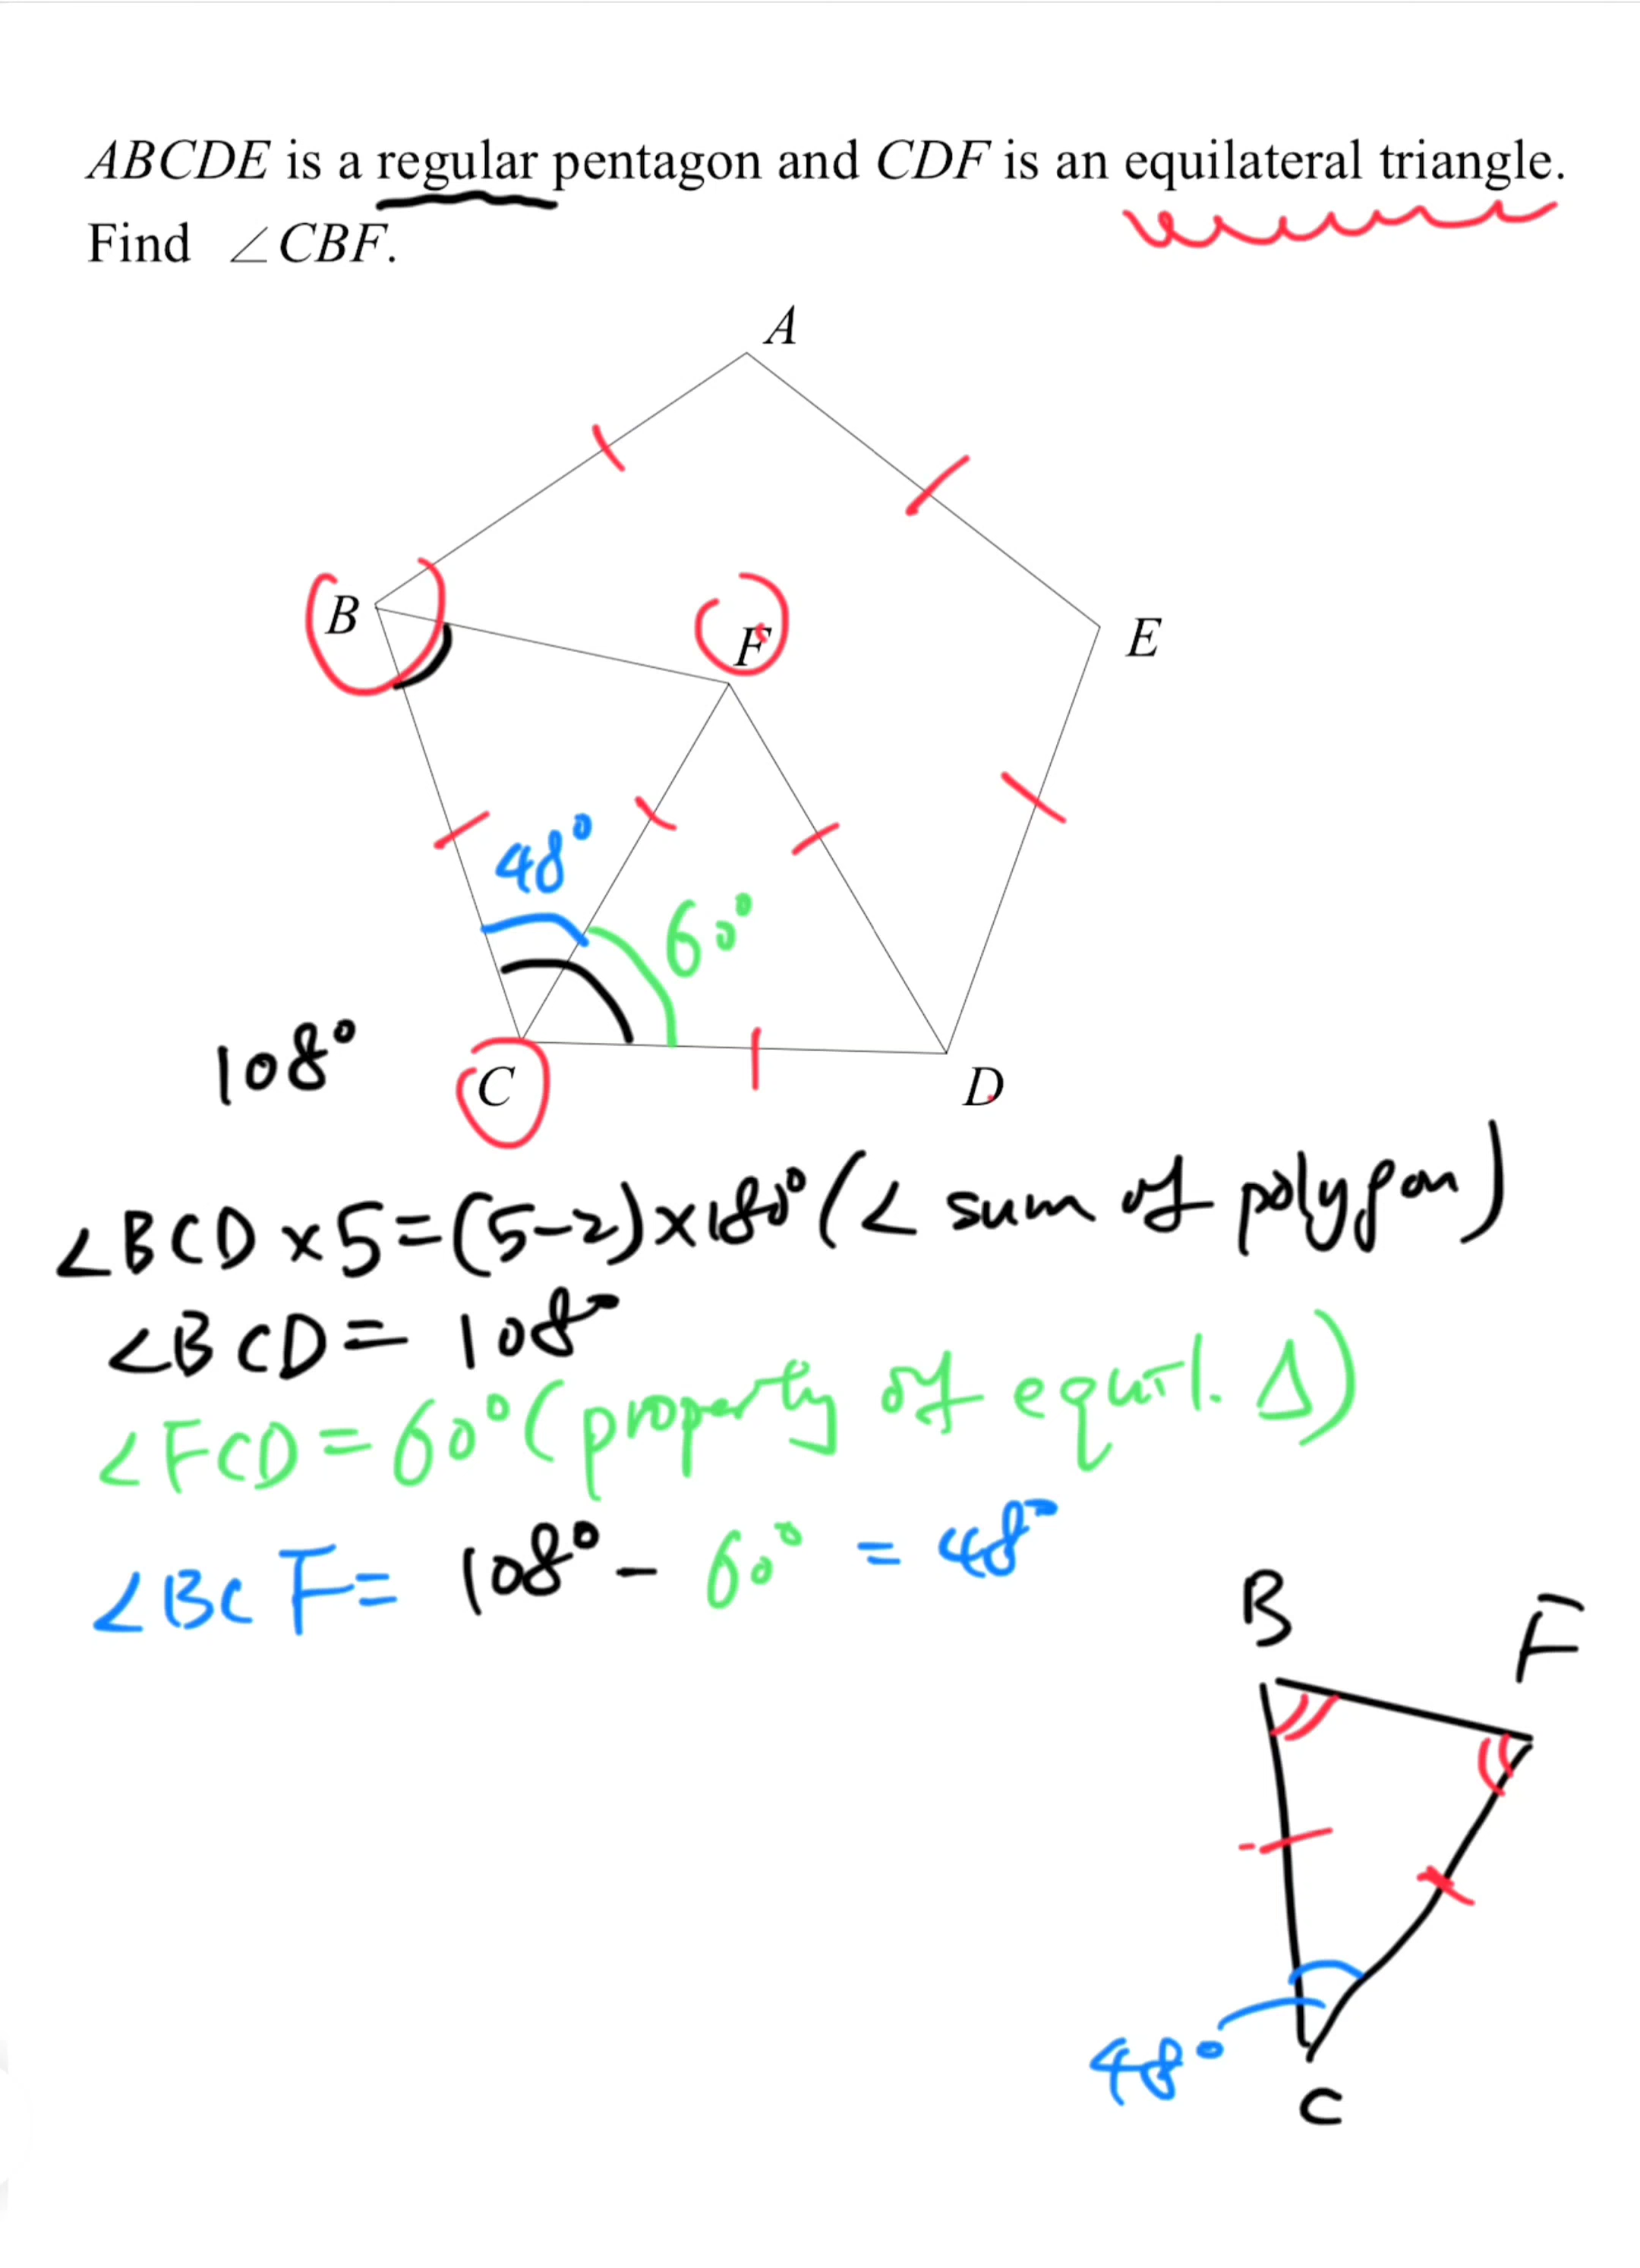 ABCDE is a regular pentagon and CDF is an equilateral triangle.
Find ∠CBF.
A
B
F
E
48°
60°
108°
C
D
∠BCD×5=(5-2)×180°(∠ sum of polygon)
∠BCD=108°
∠FCD=60°(property of equil. Δ)
∠BCF=108°-60°=48°
B
F
48°
C